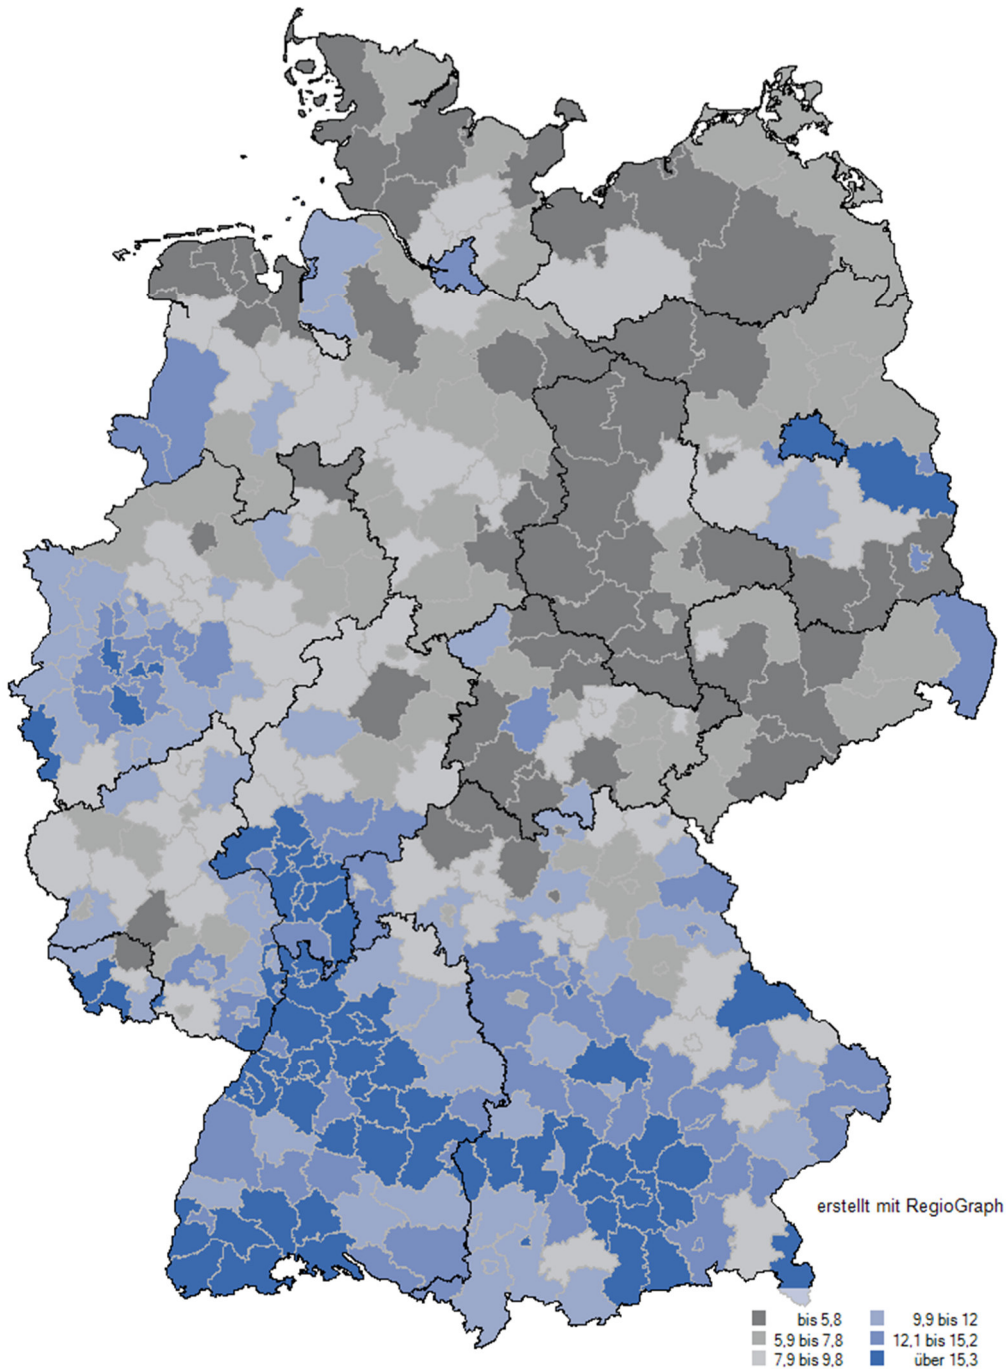 erstellt mit RegioGraph
bis 5,8
9,9 bis 12
5,9 bis 7,8
12,1 bis 15,2
7,9 bis 9,8
über 15,3